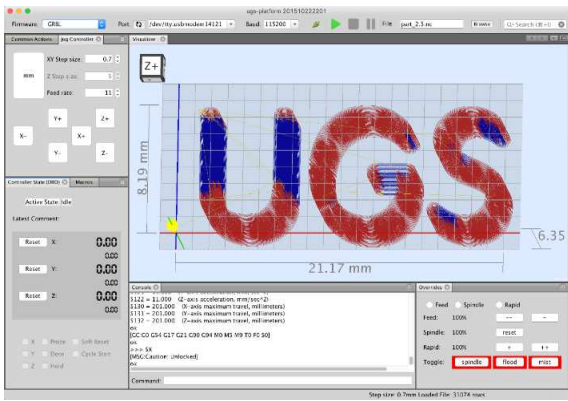 ugs-platform 20151022201
Firmware: GRBL Port: /dev/tty.usbmodem14121 Baud: 115200 File: part_2.3.nc Browse Search (⌘+I)
Common Actions Jog Controller Visualizer
XY Step size: 0.7
mm Z Step size: 5
Feed rate: 11
Z+
Y+ Z+
X- X+
Y- Z-
UGS
8.19 mm
6.35
21.17 mm
Controller State (DRO) Macros
Active State: Idle
Latest Comment:
Reset X: 0.00
0.00
Reset Y: 0.00
0.00
Reset Z: 0.00
0.00
X Probe Soft Reset
Y Door Cycle Start
Z Hold
Console
$122 = 11.000 (Z-axis acceleration, mm/sec^2)
$130 = 201.000 (X-axis maximum travel, millimeters)
$131 = 201.000 (Y-axis maximum travel, millimeters)
$132 = 201.000 (Z-axis maximum travel, millimeters)
ok
[GC:G0 G54 G17 G21 G90 G94 M0 M5 M9 T0 F0 S0]
ok
>>> $X
[MSG:Caution: Unlocked]
ok
Command:
Overrides
Feed Spindle Rapid
Feed: 100% -- -
Spindle: 100% reset
Rapid: 100% + ++
Toggle: spindle flood mist
Step size: 0.7mm Loaded File: 31074 rows